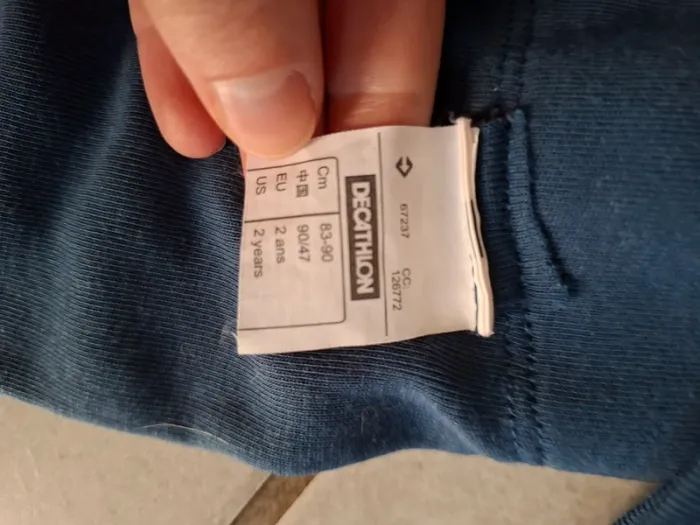 67237
CC:
126772
DECATHLON
Cm 83-90
中国 90/47
EU 2 ans
US 2 years